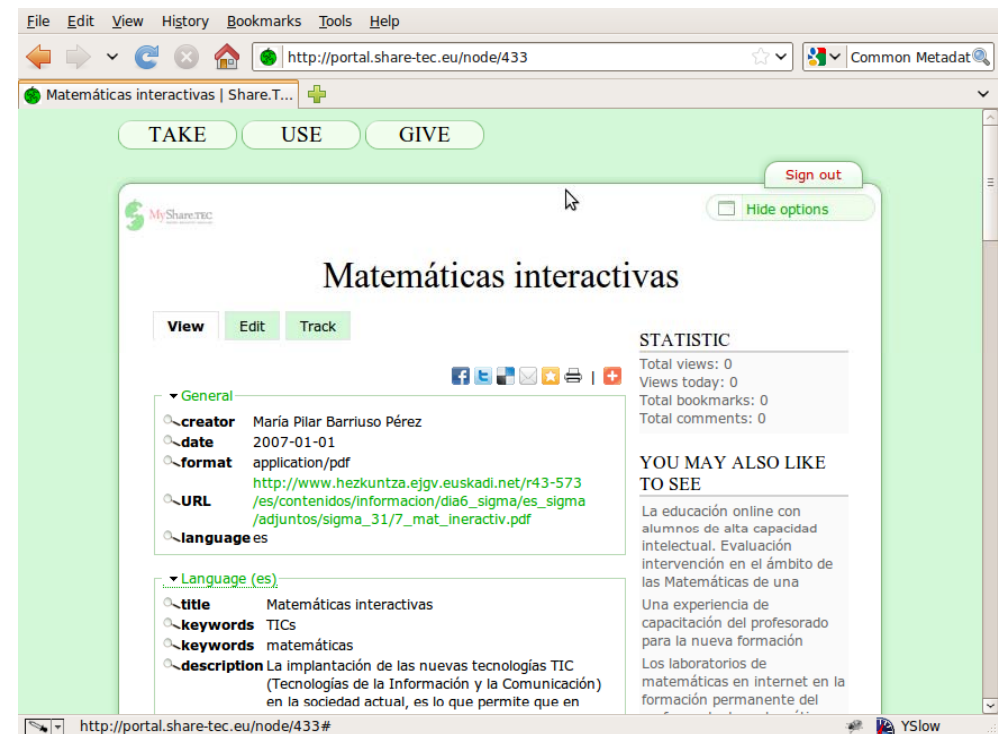 File Edit View History Bookmarks Tools Help
http://portal.share-tec.eu/node/433
Common Metadat
Matemáticas interactivas | Share.T...
TAKE USE GIVE
Sign out
MyShare.TEC
Hide options
Matemáticas interactivas
View Edit Track
|
General
creator María Pilar Barriuso Pérez
date 2007-01-01
format application/pdf
URL http://www.hezkuntza.ejgv.euskadi.net/r43-573
/es/contenidos/informacion/dia6_sigma/es_sigma
/adjuntos/sigma_31/7_mat_ineractiv.pdf
language es
Language (es)
title Matemáticas interactivas
keywords TICs
keywords matemáticas
description La implantación de las nuevas tecnologías TIC
(Tecnologías de la Información y la Comunicación)
en la sociedad actual, es lo que permite que en
STATISTIC
Total views: 0
Views today: 0
Total bookmarks: 0
Total comments: 0
YOU MAY ALSO LIKE
TO SEE
La educación online con
alumnos de alta capacidad
intelectual. Evaluación
intervención en el ámbito de
las Matemáticas de una
Una experiencia de
capacitación del profesorado
para la nueva formación
Los laboratorios de
matemáticas en internet en la
formación permanente del
http://portal.share-tec.eu/node/433#
YSlow